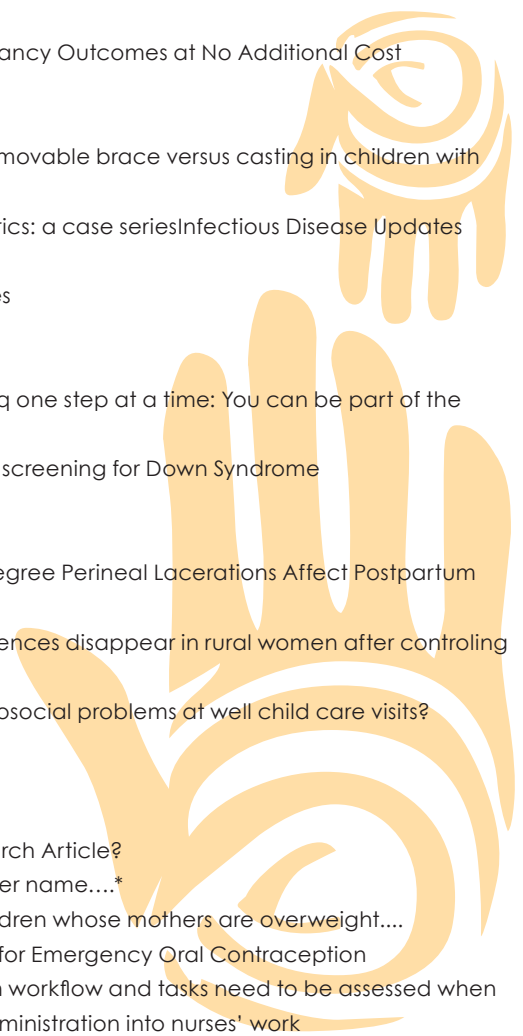 ancy Outcomes at No Additional Cost
movable brace versus casting in children with
rics: a case seriesInfectious Disease Updates
es
q one step at a time: You can be part of the
screening for Down Syndrome
egree Perineal Lacerations Affect Postpartum
ences disappear in rural women after controling
osocial problems at well child care visits?
rch Article?
er name....*
dren whose mothers are overweight....
for Emergency Oral Contraception
n workflow and tasks need to be assessed when
ministration into nurses' work